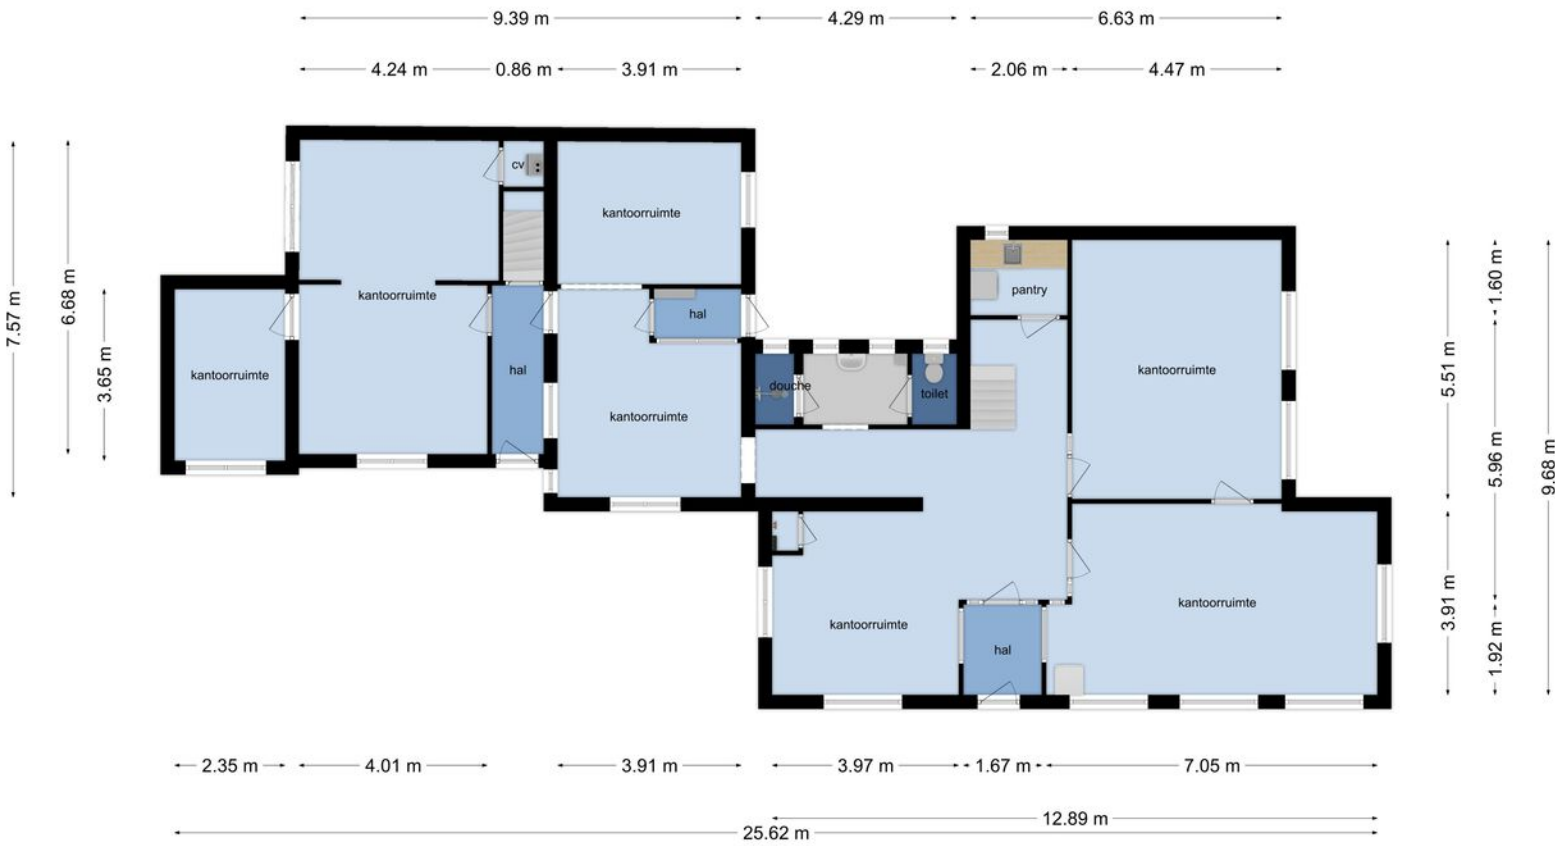 9.39 m
4.29 m
6.63 m
4.24 m
0.86 m
3.91 m
2.06 m
4.47 m
7.57 m
6.68 m
3.65 m
cv
kantoorruimte
kantoorruimte
kantoorruimte
hal
hal
kantoorruimte
douche
toilet
pantry
kantoorruimte
kantoorruimte
hal
kantoorruimte
1.60 m
5.51 m
5.96 m
9.68 m
3.91 m
1.92 m
2.35 m
4.01 m
3.91 m
3.97 m
1.67 m
7.05 m
12.89 m
25.62 m